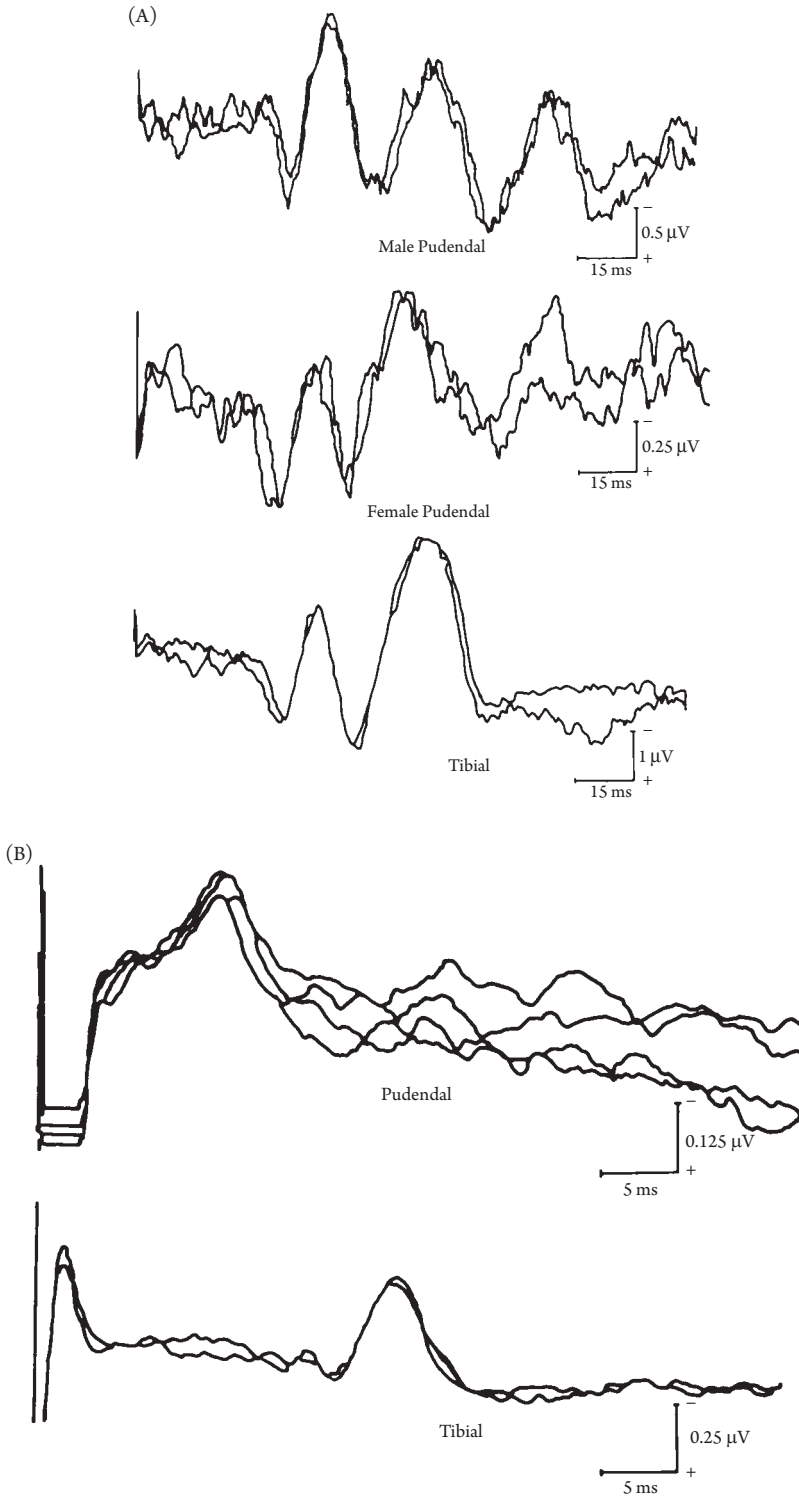 (A)
Male Pudendal
−
0.5 μV
+
15 ms
−
0.25 μV
+
15 ms
Female Pudendal
−
1 μV
+
15 ms
Tibial
(B)
Pudendal
−
0.125 μV
+
5 ms
Tibial
−
0.25 μV
+
5 ms